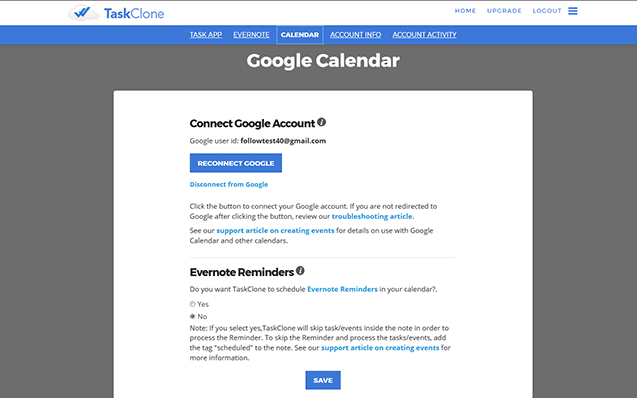 TaskClone
HOME UPGRADE LOGOUT
TASK APP EVERNOTE CALENDAR ACCOUNT INFO ACCOUNT ACTIVITY
Google Calendar
Connect Google Account
Google user id: followtest40@gmail.com
RECONNECT GOOGLE
Disconnect from Google
Click the button to connect your Google account. If you are not redirected to
Google after clicking the button, review our troubleshooting article.
See our support article on creating events for details on use with Google
Calendar and other calendars.
Evernote Reminders
Do you want TaskClone to schedule Evernote Reminders in your calendar?.
Yes
No
Note: If you select yes,TaskClone will skip task/events inside the note in order to
process the Reminder. To skip the Reminder and process the tasks/events, add
the tag "scheduled" to the note. See our support article on creating events for
more information.
SAVE